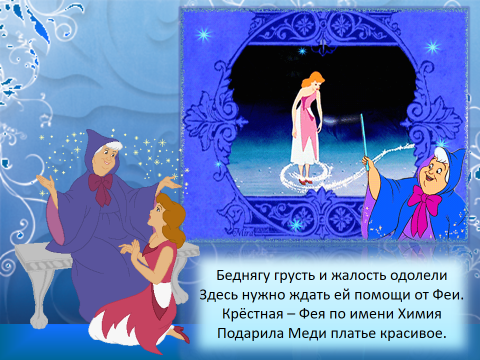 Беднягу грусть и жалость одолели
Здесь нужно ждать ей помощи от Феи.
Крёстная – Фея по имени Химия
Подарила Меди платье красивое.